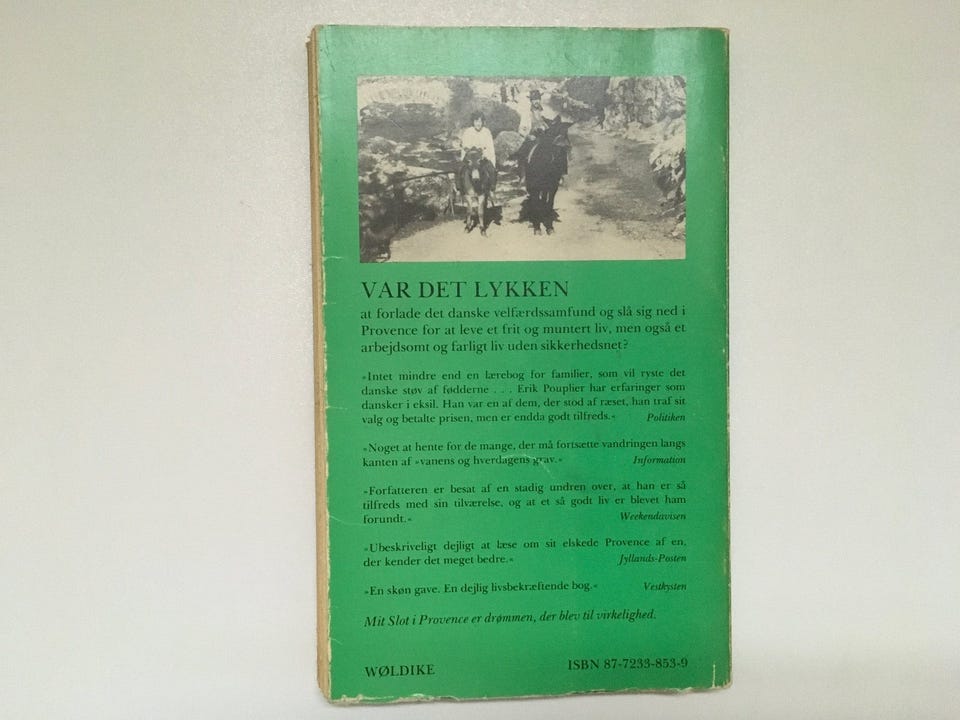 VAR DET LYKKEN
at forlade det danske velfærdssamfund og slå sig ned i
Provence for at leve et frit og muntert liv, men også et
arbejdsomt og farligt liv uden sikkerhedsnet?
»Intet mindre end en lærebog for familier, som vil ryste det
danske støv af fødderne . . . Erik Pouplier har erfaringer som
dansker i eksil. Han var en af dem, der stod af ræset, han traf sit
valg og betalte prisen, men er endda godt tilfreds.« Politiken
»Noget at hente for de mange, der må fortsætte vandringen langs
kanten af »vanens og hverdagens grav.« Information
»Forfatteren er besat af en stadig undren over, at han er så
tilfreds med sin tilværelse, og at et så godt liv er blevet ham
forundt.« Weekendavisen
»Ubeskriveligt dejligt at læse om sit elskede Provence af en,
der kender det meget bedre.« Jyllands-Posten
»En skøn gave. En dejlig livsbekræftende bog.« Vestkysten
Mit Slot i Provence er drømmen, der blev til virkelighed.
WØLDIKE ISBN 87-7233-853-9